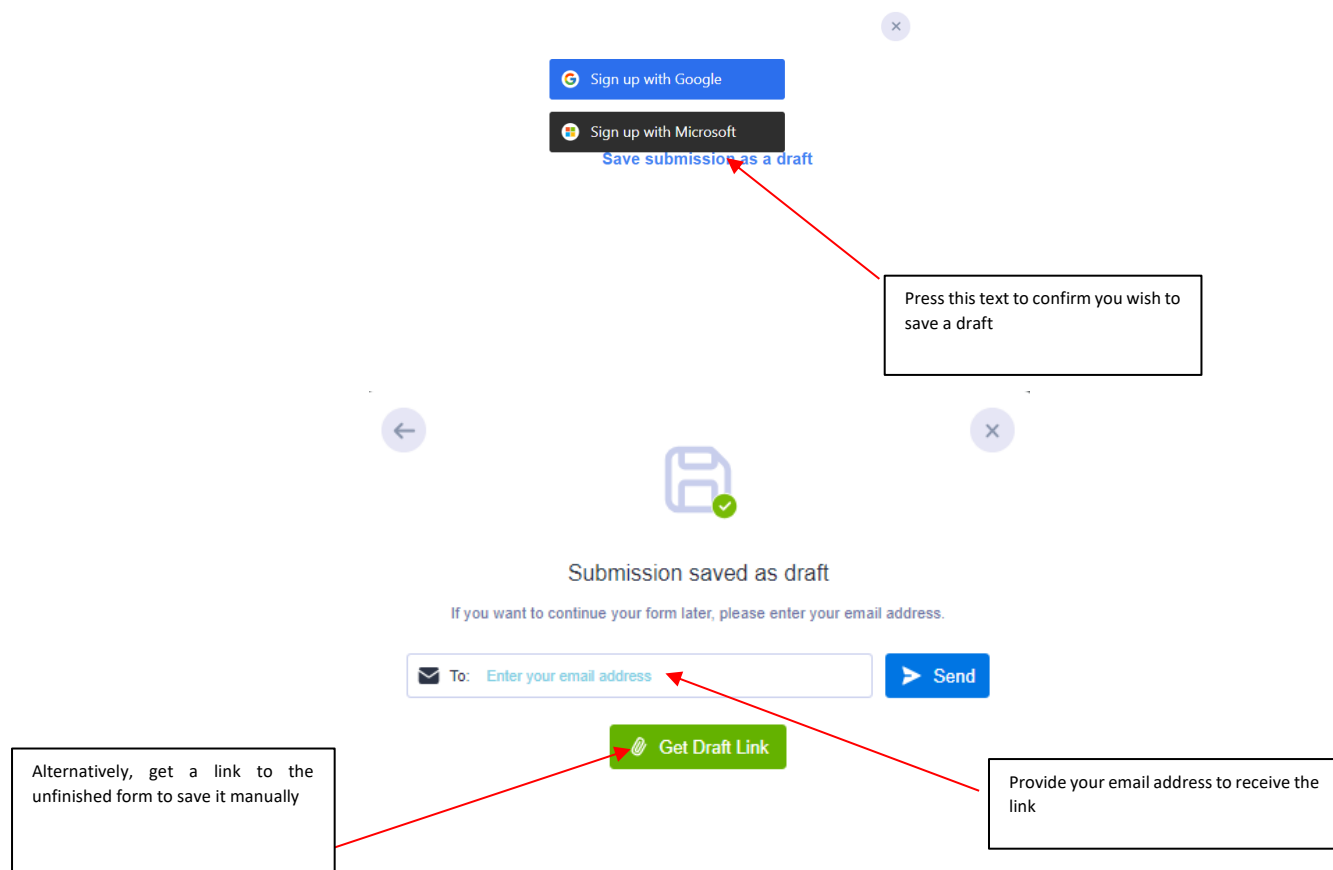 Sign up with Google
Sign up with Microsoft
Save submission as a draft
Press this text to confirm you wish to
save a draft
Submission saved as draft
If you want to continue your form later, please enter your email address.
To: Enter your email address
Send
Get Draft Link
Alternatively, get a link to the
unfinished form to save it manually
Provide your email address to receive the
link